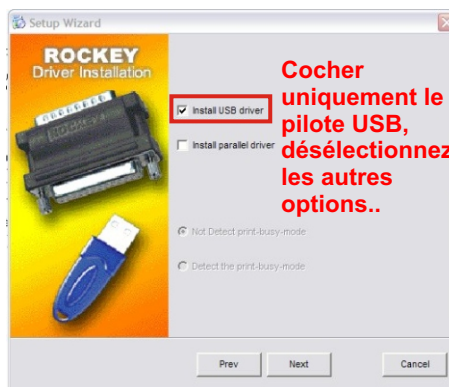 Setup Wizard
ROCKEY
Driver Installation
ROCKEY
Install USB driver
Install parallel driver
Cocher
uniquement le
pilote USB,
désélectionnez
les autres
options..
Not Detect print-busy-mode
Detect the print-busy-mode
Prev
Next
Cancel